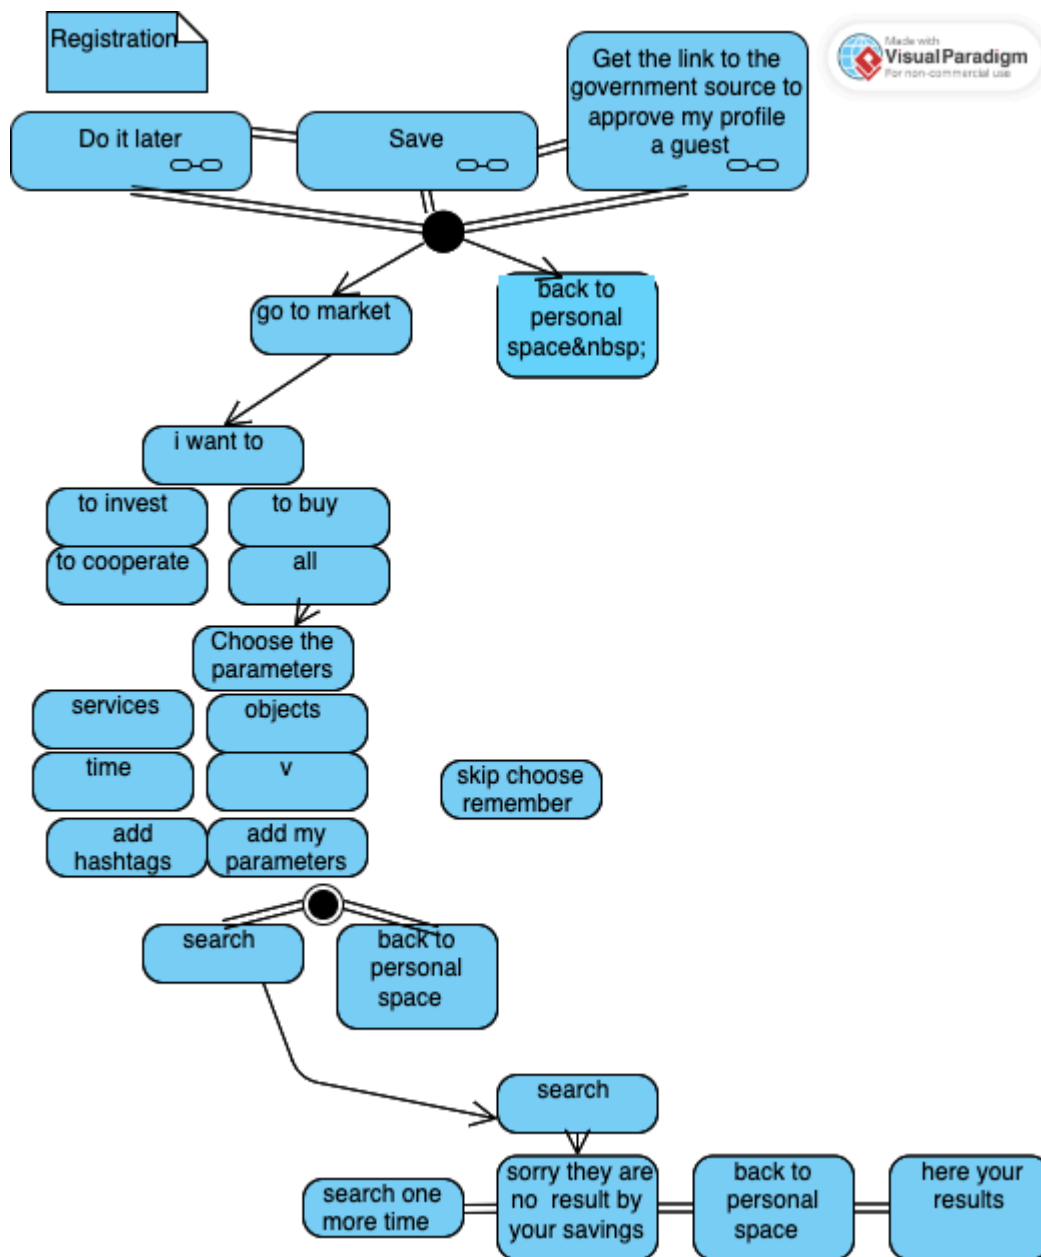 Registration
Made with
VisualParadigm
For non-commercial use
Get the link to the
government source to
approve my profile
a guest
Do it later
Save
go to market
back to
personal
space&nbsp;
i want to
to invest
to buy
to cooperate
all
Choose the
parameters
services
objects
time
v
skip choose
remember
add
hashtags
add my
parameters
search
back to
personal
space
search
sorry they are
no result by
your savings
back to
personal
space
here your
results
search one
more time